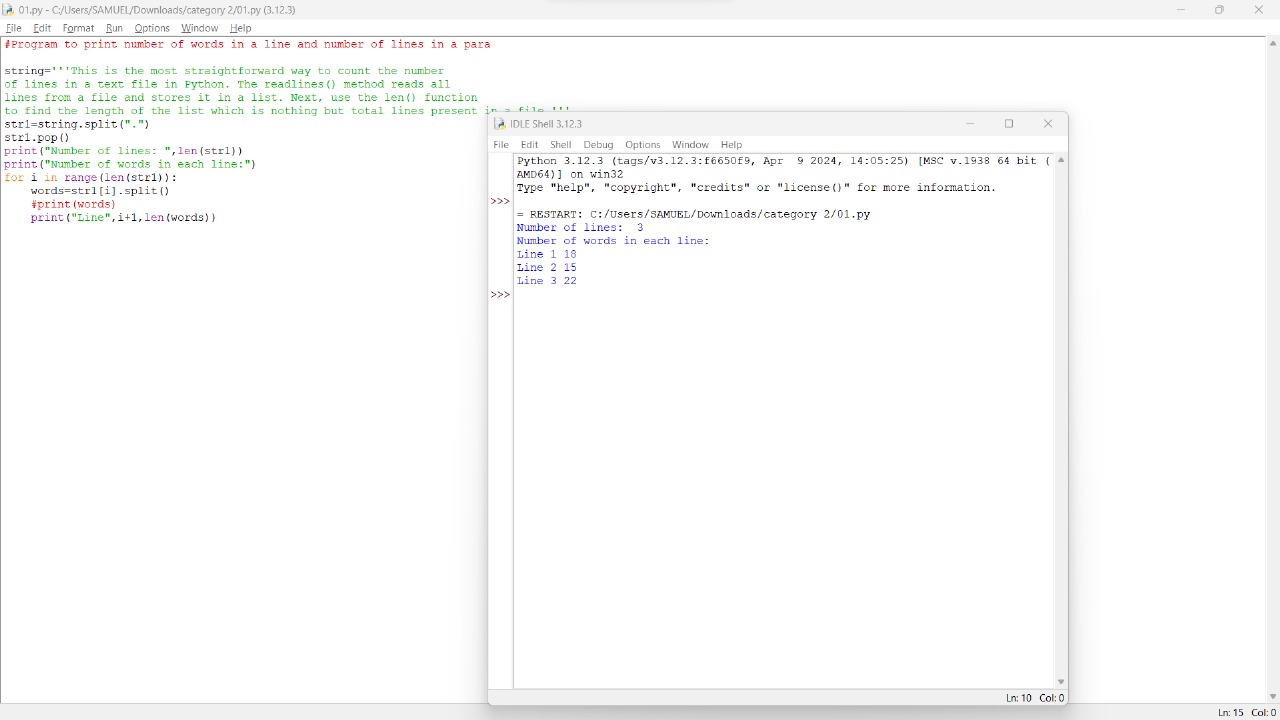 01.py - C:/Users/SAMUEL/Downloads/category 2/01.py (3.12.3)
File Edit Format Run Options Window Help
#Program to print number of words in a line and number of lines in a para
string='''This is the most straightforward way to count the number
of lines in a text file in Python. The readlines() method reads all
lines from a file and stores it in a list. Next, use the len() function
to find the length of the list which is nothing but total lines present in a file.'''
str1=string.split(".")
str1.pop()
print("Number of lines: ",len(str1))
print("Number of words in each line:")
for i in range(len(str1)):
    words=str1[i].split()
    #print(words)
    print("Line",i+1,len(words))
IDLE Shell 3.12.3
File Edit Shell Debug Options Window Help
Python 3.12.3 (tags/v3.12.3:f6650f9, Apr  9 2024, 14:05:25) [MSC v.1938 64 bit (
AMD64)] on win32
Type "help", "copyright", "credits" or "license()" for more information.
>>>
= RESTART: C:/Users/SAMUEL/Downloads/category 2/01.py
Number of lines:  3
Number of words in each line:
Line 1 18
Line 2 15
Line 3 22
>>>
Ln: 10 Col: 0
Ln: 15 Col: 0